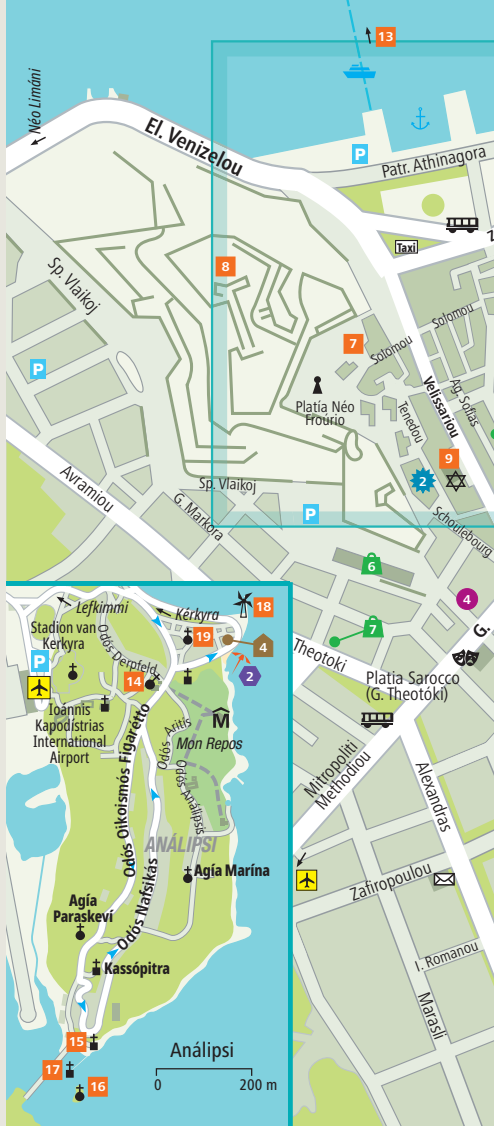 13
Néo Limáni
El. Venizelou
P
Patr. Athinagora
Taxi
Z
8
Sp. Vlaikoj
7
Solomou
Solomou
P
Platía Néo
Froúrio
Velissariou
Ag. Sofias
Tenedou
9
2
Sp. Vlaikoj
Avramiou
G. Markora
P
Schoulebourg
6
4
7
G.
Theotoki
Platia Sarocco
(G. Theotóki)
Mitropoliti
Methodiou
Alexandras
Zafiropoulou
I. Romanou
Marasli
Lefkimmi
Kérkyra
18
Stadion van
Kerkyra
19
4
Odós Derpfeld
P
14
2
Ioánnis
Kapodístrias
International
Airport
Odós Oikoismós Figarétto
Odós Aritis
M
Mon Repos
Odós Análipsis
ANÁLIPSI
Agía Marína
Odós Nafsikás
Agía
Paraskeví
Kassópitra
15
17
16
Análipsi
0
200 m